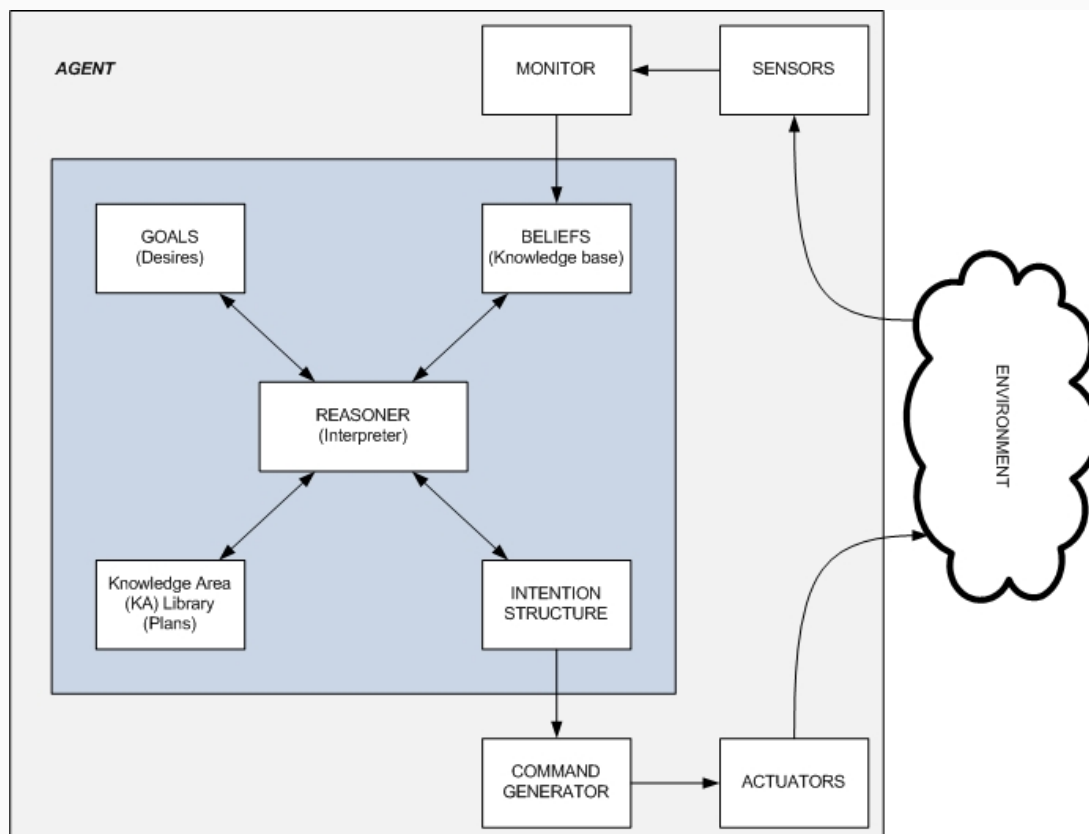 AGENT
MONITOR
SENSORS
GOALS
(Desires)
BELIEFS
(Knowledge base)
REASONER
(Interpreter)
ENVIRONMENT
Knowledge Area
(KA) Library
(Plans)
INTENTION
STRUCTURE
COMMAND
GENERATOR
ACTUATORS